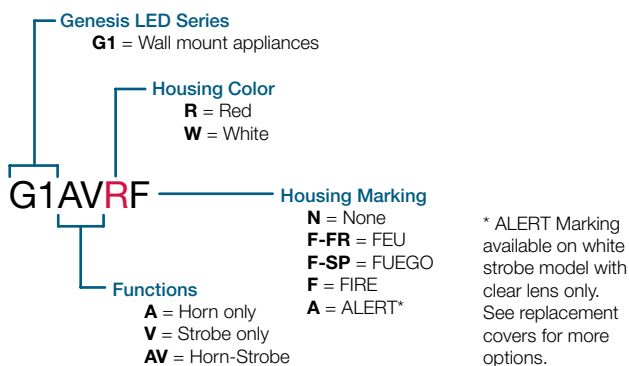 Genesis LED Series
G1 = Wall mount appliances
Housing Color
R = Red
W = White
G1AVRF
Housing Marking
N = None
F-FR = FEU
F-SP = FUEGO
F = FIRE
A = ALERT*
Functions
A = Horn only
V = Strobe only
AV = Horn-Strobe
* ALERT Marking
available on white
strobe model with
clear lens only.
See replacement
covers for more
options.